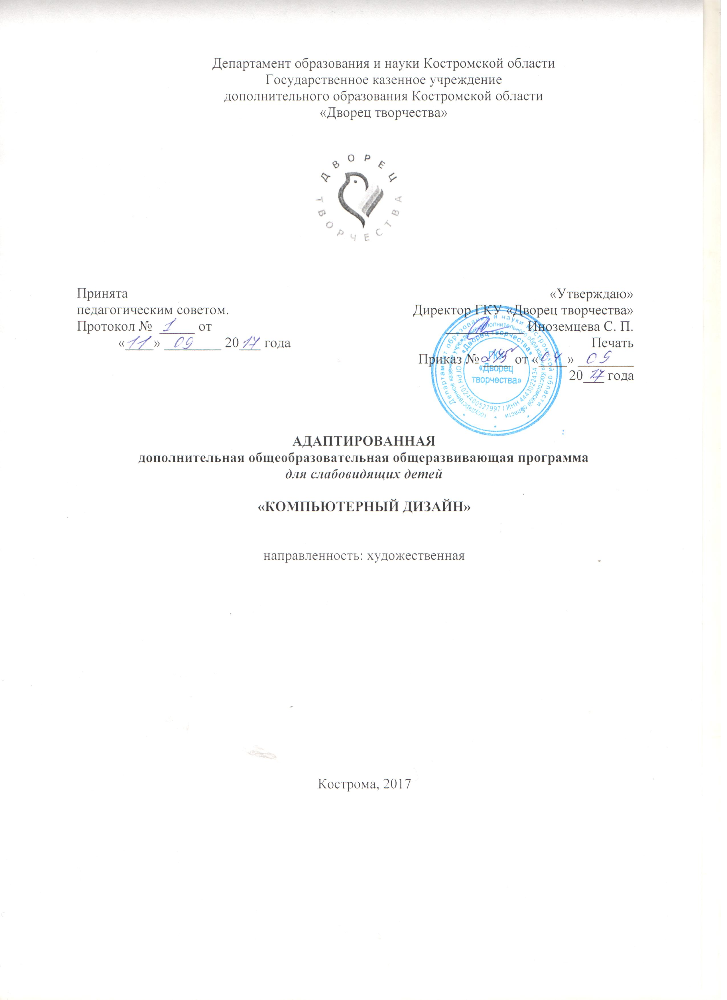 Департамент образования и науки Костромской области
Государственное казенное учреждение
дополнительного образования Костромской области
«Дворец творчества»
ДВОРЕЦ
ТВОРЧЕСТВА
Принята
педагогическим советом.
Протокол № 1 от
«11» 09 2017 года
«Утверждаю»
Директор ГКУ «Дворец творчества»
Иноземцева С. П.
Печать
Приказ № от «04» 09
2017 года
Департамент образования и науки Костромской области
государственное казенное учреждение дополнительного образования Костромской области
«Дворец творчества»
ОГРН 1024400527997 | ИНН 4443022434
ГКУ
«Дворец
творчества»
АДАПТИРОВАННАЯ
дополнительная общеобразовательная общеразвивающая программа
для слабовидящих детей
«КОМПЬЮТЕРНЫЙ ДИЗАЙН»
направленность: художественная
Кострома, 2017